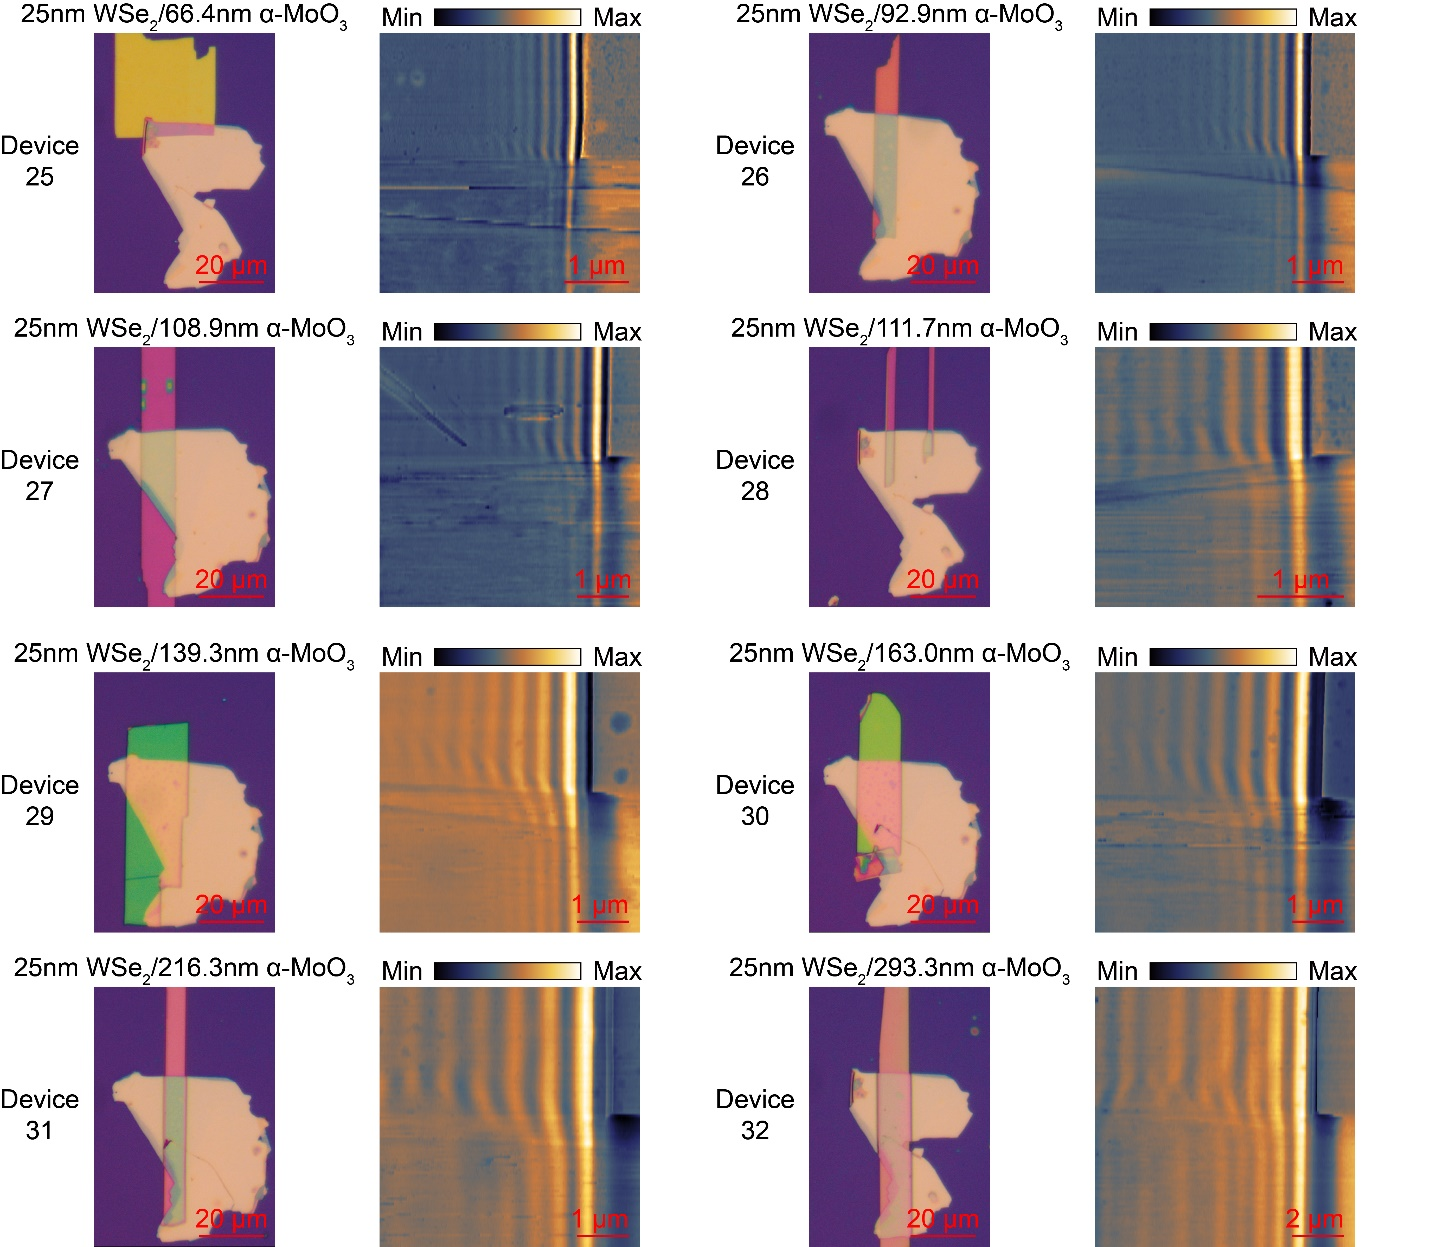 25nm WSe2/66.4nm α-MoO3
Min Max
25nm WSe2/92.9nm α-MoO3
Min Max
Device
25
20 μm
1 μm
Device
26
20 μm
1 μm
25nm WSe2/108.9nm α-MoO3
Min Max
25nm WSe2/111.7nm α-MoO3
Min Max
Device
27
20 μm
1 μm
Device
28
20 μm
1 μm
25nm WSe2/139.3nm α-MoO3
Min Max
25nm WSe2/163.0nm α-MoO3
Min Max
Device
29
20 μm
1 μm
Device
30
20 μm
1 μm
25nm WSe2/216.3nm α-MoO3
Min Max
25nm WSe2/293.3nm α-MoO3
Min Max
Device
31
20 μm
1 μm
Device
32
20 μm
2 μm